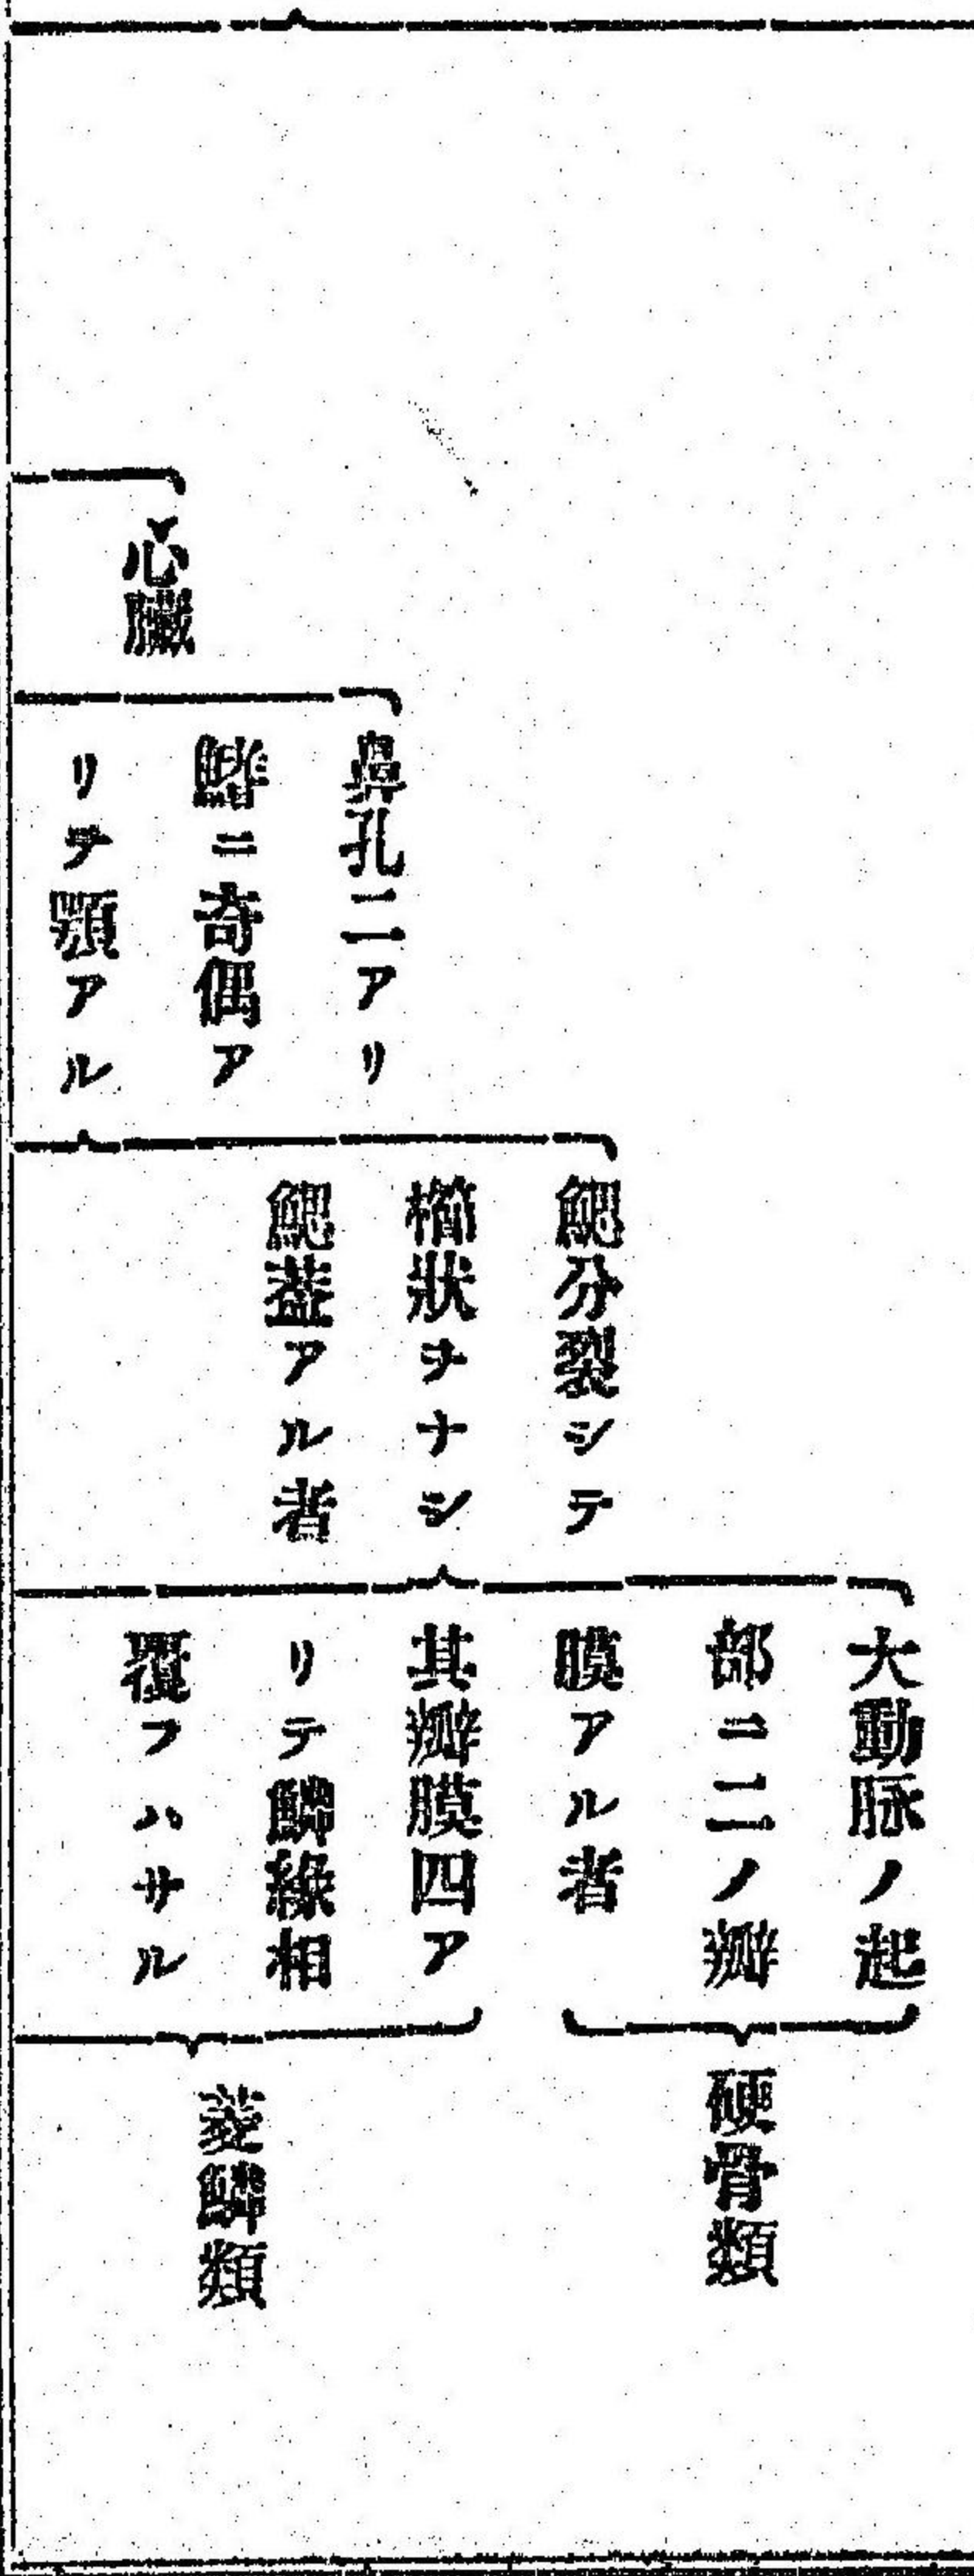 心臟
鼻孔二アリ
鰭ニ奇偶ア
リテ顎アル
鰓分裂シテ
櫛狀ヲナシ
鰓蓋アル者
大動脉ノ起
部ニ二ノ瓣
膜アル者
硬骨類
其瓣膜四ア
リテ鱗緣相
覆フハサル
菱鱗類